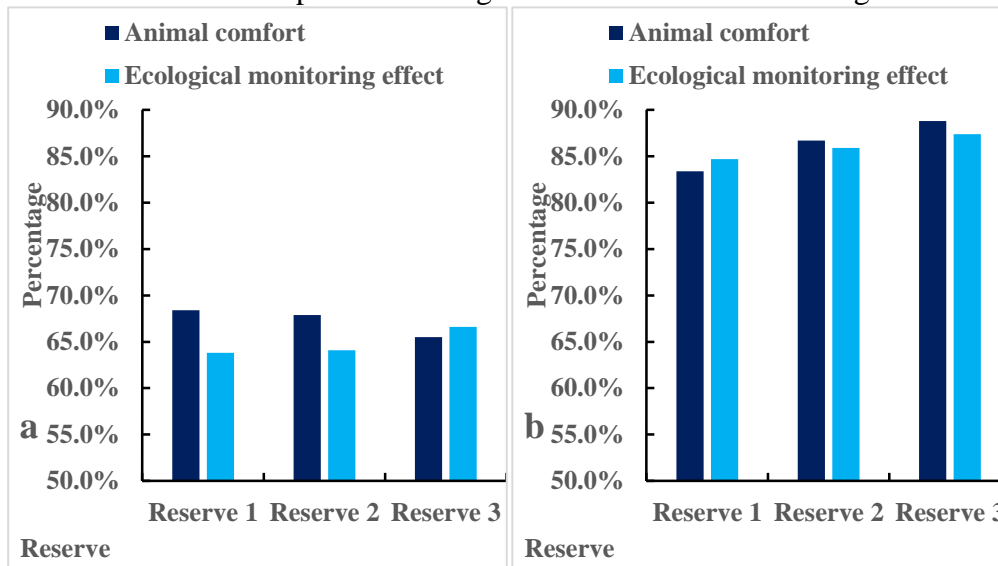 Animal comfort
Ecological monitoring effect
90.0%
85.0%
80.0%
75.0%
70.0%
65.0%
60.0%
55.0%
50.0%
Percentage
a
Reserve 1 Reserve 2 Reserve 3
Reserve
Animal comfort
Ecological monitoring effect
90.0%
85.0%
80.0%
75.0%
70.0%
65.0%
60.0%
55.0%
50.0%
Percentage
b
Reserve 1 Reserve 2 Reserve 3
Reserve